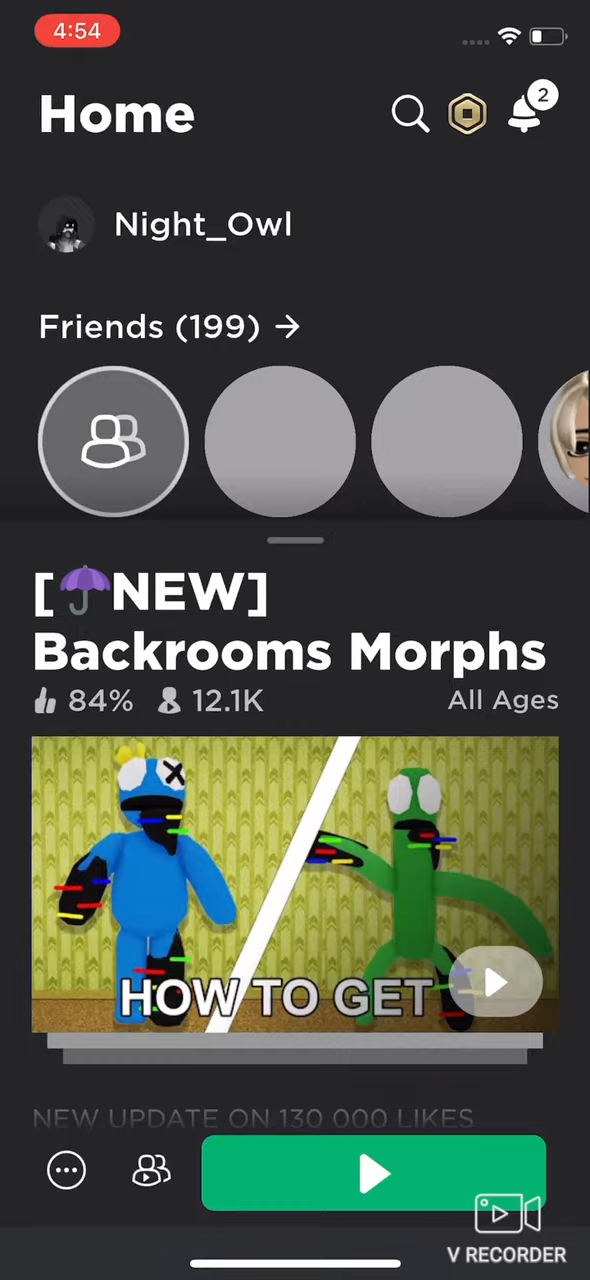 4:54
Home
2
Night_Owl
Friends (199) →
[☂NEW]
Backrooms Morphs
84% 12.1K All Ages
HOW TO GET
NEW UPDATE ON 130 000 LIKES
V RECORDER